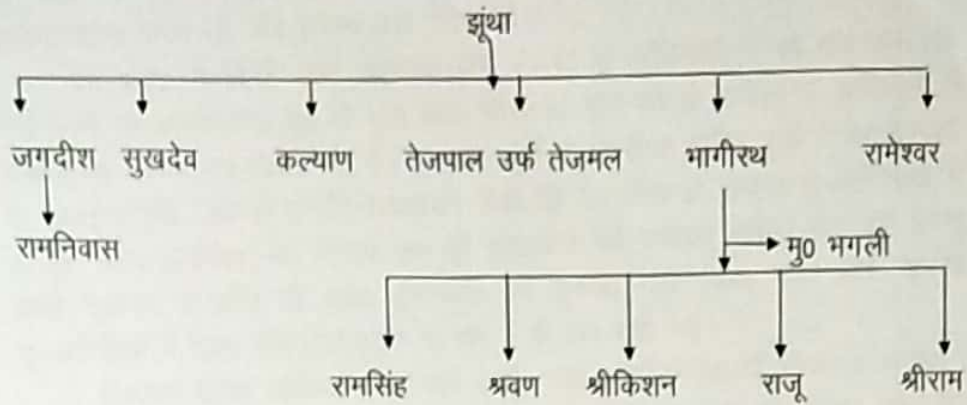 झूंथा
जगदीश सुखदेव कल्याण तेजपाल उर्फ तेजमल भागीरथ रामेश्वर
रामनिवास मु0 भगली
रामसिंह श्रवण श्रीकिशन राजू श्रीराम